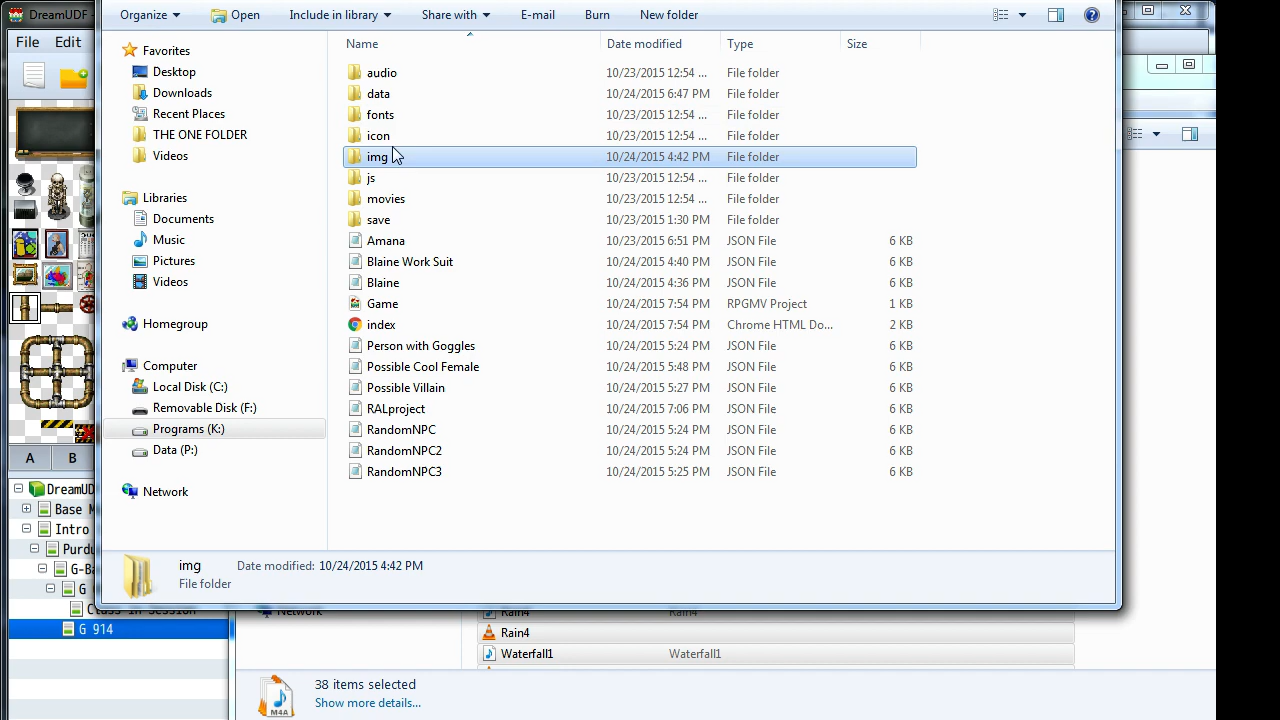 DreamUDF
File Edit
Organize Open Include in library Share with E-mail Burn New folder
Name Date modified Type Size
Favorites
Desktop
Downloads
Recent Places
THE ONE FOLDER
Videos
Libraries
Documents
Music
Pictures
Videos
Homegroup
Computer
Local Disk (C:)
Removable Disk (F:)
Programs (K:)
Data (P:)
Network
audio 10/23/2015 12:54 ... File folder
data 10/24/2015 6:47 PM File folder
fonts 10/23/2015 12:54 ... File folder
icon 10/23/2015 12:54 ... File folder
img 10/24/2015 4:42 PM File folder
js 10/23/2015 12:54 ... File folder
movies 10/23/2015 12:54 ... File folder
save 10/23/2015 1:30 PM File folder
Amana 10/23/2015 6:51 PM JSON File 6 KB
Blaine Work Suit 10/24/2015 4:40 PM JSON File 6 KB
Blaine 10/24/2015 4:36 PM JSON File 6 KB
Game 10/24/2015 7:54 PM RPGMV Project 1 KB
index 10/24/2015 7:54 PM Chrome HTML Do... 2 KB
Person with Goggles 10/24/2015 5:24 PM JSON File 6 KB
Possible Cool Female 10/24/2015 5:48 PM JSON File 6 KB
Possible Villain 10/24/2015 5:27 PM JSON File 6 KB
RALproject 10/24/2015 7:06 PM JSON File 6 KB
RandomNPC 10/24/2015 5:24 PM JSON File 6 KB
RandomNPC2 10/24/2015 5:24 PM JSON File 6 KB
RandomNPC3 10/24/2015 5:25 PM JSON File 6 KB
img Date modified: 10/24/2015 4:42 PM
File folder
A B
DreamUD
Base M
Intro
Purdu
G-Ba
G
Class in Session
G 914
Network
Rain4 Rain4
Rain4
Waterfall1 Waterfall1
38 items selected
Show more details...
M4A